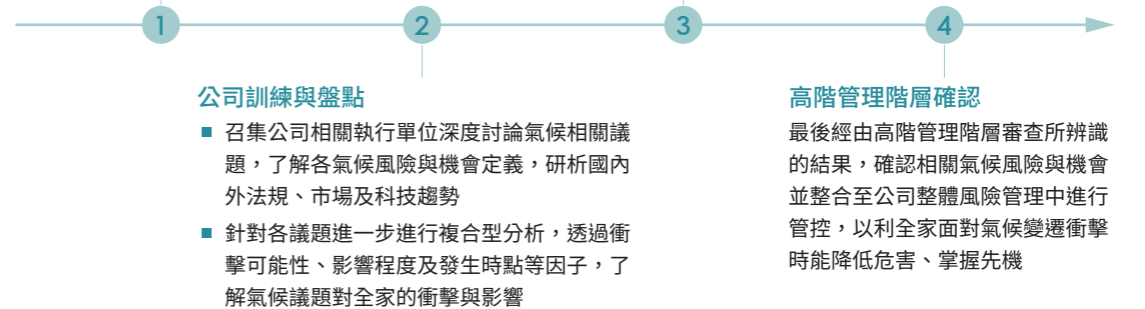 1
2
3
4
公司訓練與盤點
■ 召集公司相關執行單位深度討論氣候相關議
題，了解各氣候風險與機會定義，研析國內
外法規、市場及科技趨勢
■ 針對各議題進一步進行複合型分析，透過衝
擊可能性、影響程度及發生時點等因子，了
解氣候議題對全家的衝擊與影響
高階管理階層確認
最後經由高階管理階層審查所辨識
的結果，確認相關氣候風險與機會
並整合至公司整體風險管理中進行
管控，以利全家面對氣候變遷衝擊
時能降低危害、掌握先機